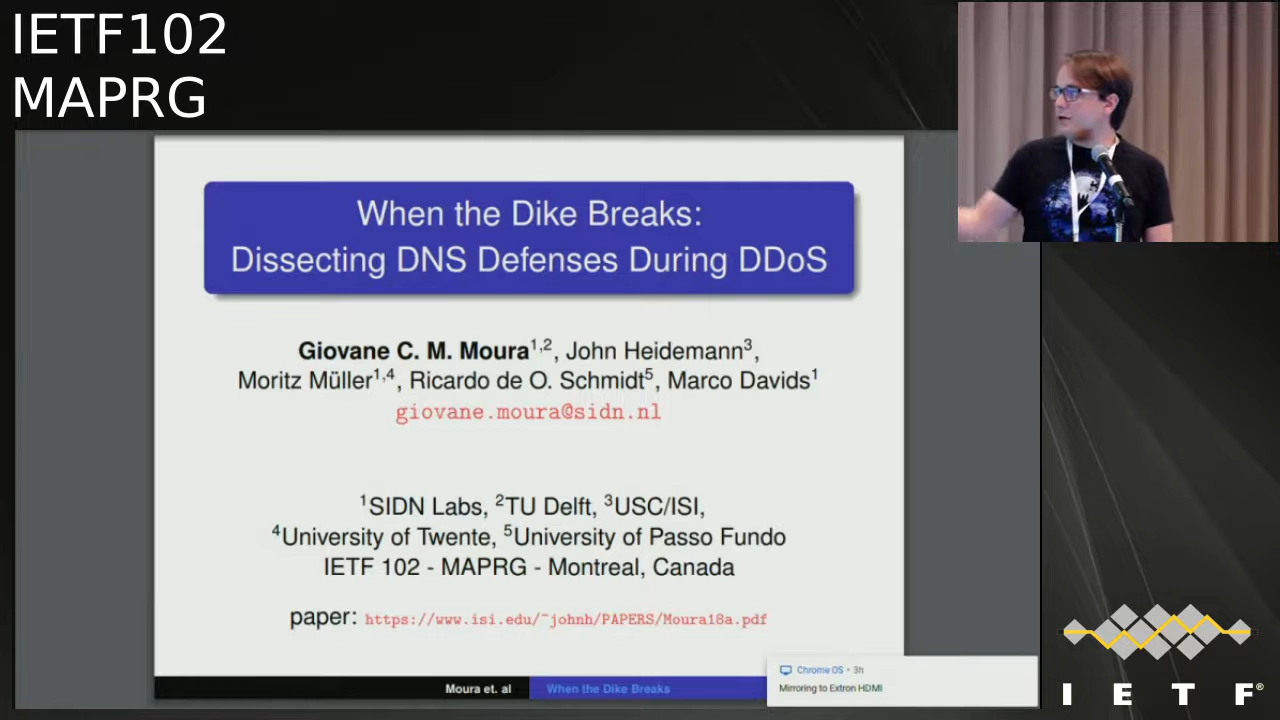 IETF102
MAPRG
When the Dike Breaks:
Dissecting DNS Defenses During DDoS
Giovane C. M. Moura1,2, John Heidemann3,
Moritz Müller1,4, Ricardo de O. Schmidt5, Marco Davids1
giovane.moura@sidn.nl
1SIDN Labs, 2TU Delft, 3USC/ISI,
4University of Twente, 5University of Passo Fundo
IETF 102 - MAPRG - Montreal, Canada
paper: https://www.isi.edu/~johnh/PAPERS/Moura18a.pdf
Moura et. al When the Dike Breaks
Chrome OS • 3h
Mirroring to Extron HDMI
I E T F®